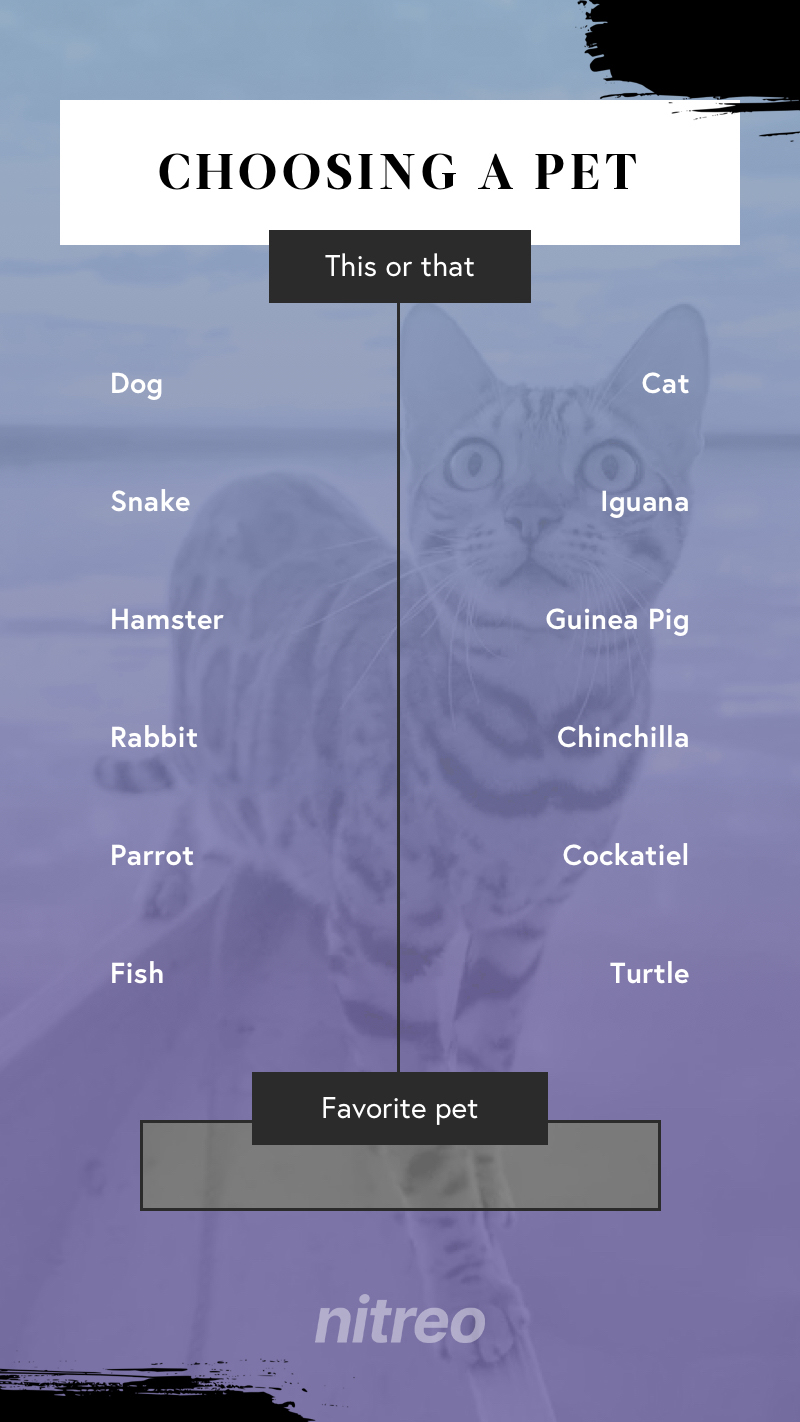 CHOOSING A PET
This or that
Dog
Cat
Snake
Iguana
Hamster
Guinea Pig
Rabbit
Chinchilla
Parrot
Cockatiel
Fish
Turtle
Favorite pet
nitreo